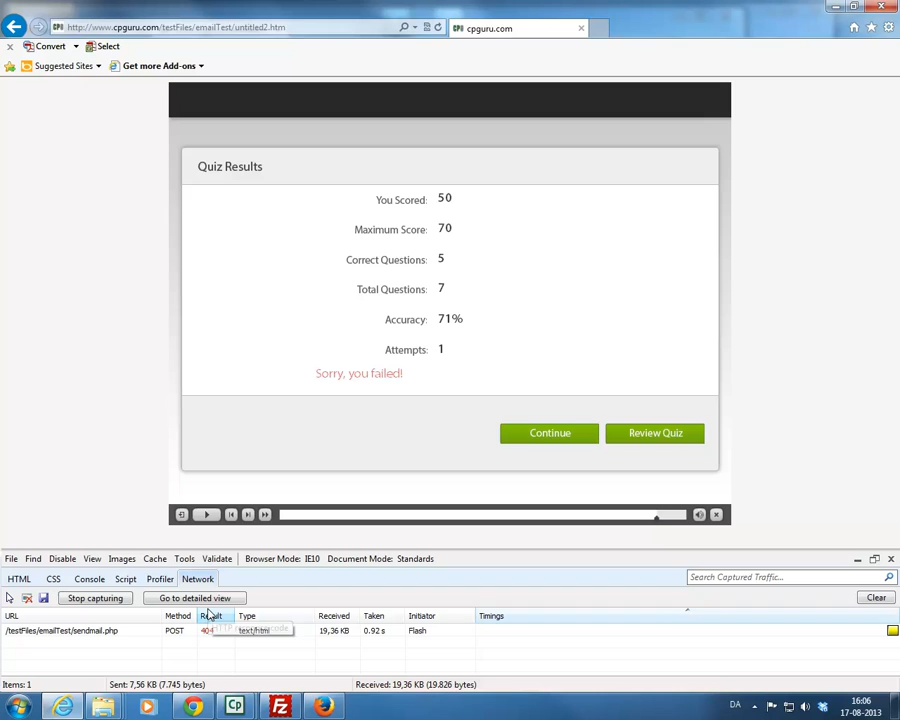 http://www.cpguru.com/testFiles/emailTest/untitled2.htm
cpguru.com
Convert Select
Suggested Sites Get more Add-ons
Quiz Results
You Scored: 50
Maximum Score: 70
Correct Questions: 5
Total Questions: 7
Accuracy: 71%
Attempts: 1
Sorry, you failed!
Continue Review Quiz
File Find Disable View Images Cache Tools Validate Browser Mode: IE10 Document Mode: Standards
HTML CSS Console Script Profiler Network Search Captured Traffic...
Stop capturing Go to detailed view Clear
URL Method Result Type Received Taken Initiator Timings
/testFiles/emailTest/sendmail.php POST 404 text/html 19,36 KB 0.92 s Flash
Items: 1 Sent: 7,56 KB (7.745 bytes) Received: 19,36 KB (19.826 bytes)
DA 16:06
17-08-2013